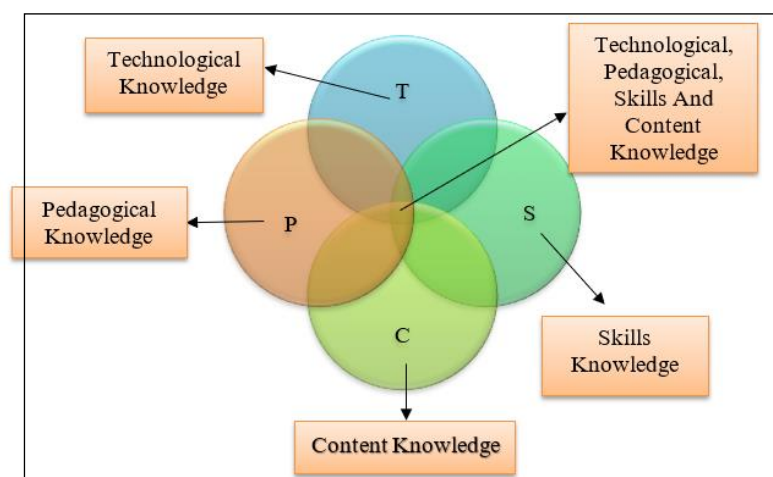 Technological
Knowledge
Technological,
Pedagogical,
Skills And
Content
Knowledge
T
Pedagogical
Knowledge
P
S
C
Skills
Knowledge
Content Knowledge